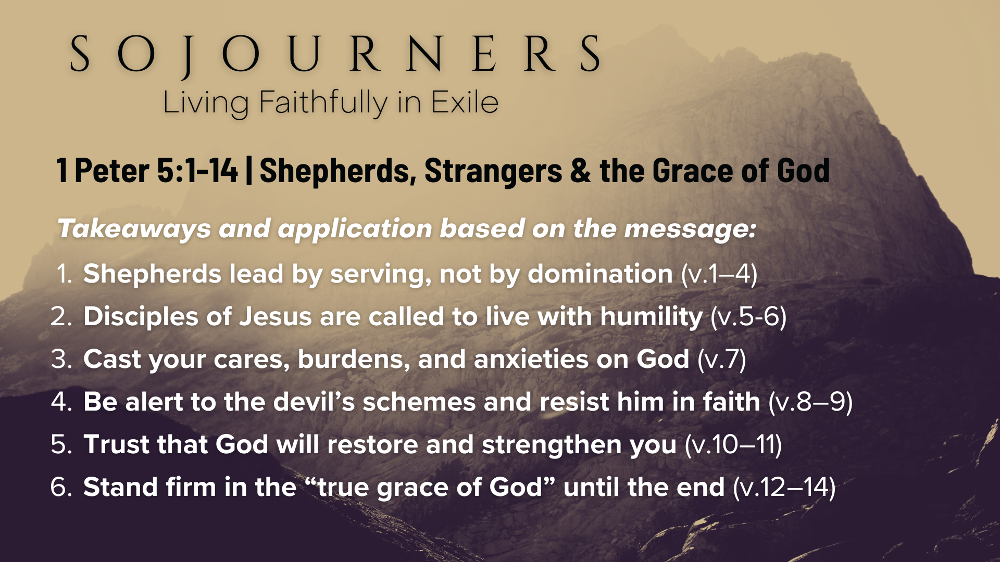 SOJOURNERS
Living Faithfully in Exile
1 Peter 5:1-14 | Shepherds, Strangers & the Grace of God
Takeaways and application based on the message:
1. Shepherds lead by serving, not by domination (v.1–4)
2. Disciples of Jesus are called to live with humility (v.5-6)
3. Cast your cares, burdens, and anxieties on God (v.7)
4. Be alert to the devil’s schemes and resist him in faith (v.8–9)
5. Trust that God will restore and strengthen you (v.10–11)
6. Stand firm in the “true grace of God” until the end (v.12–14)